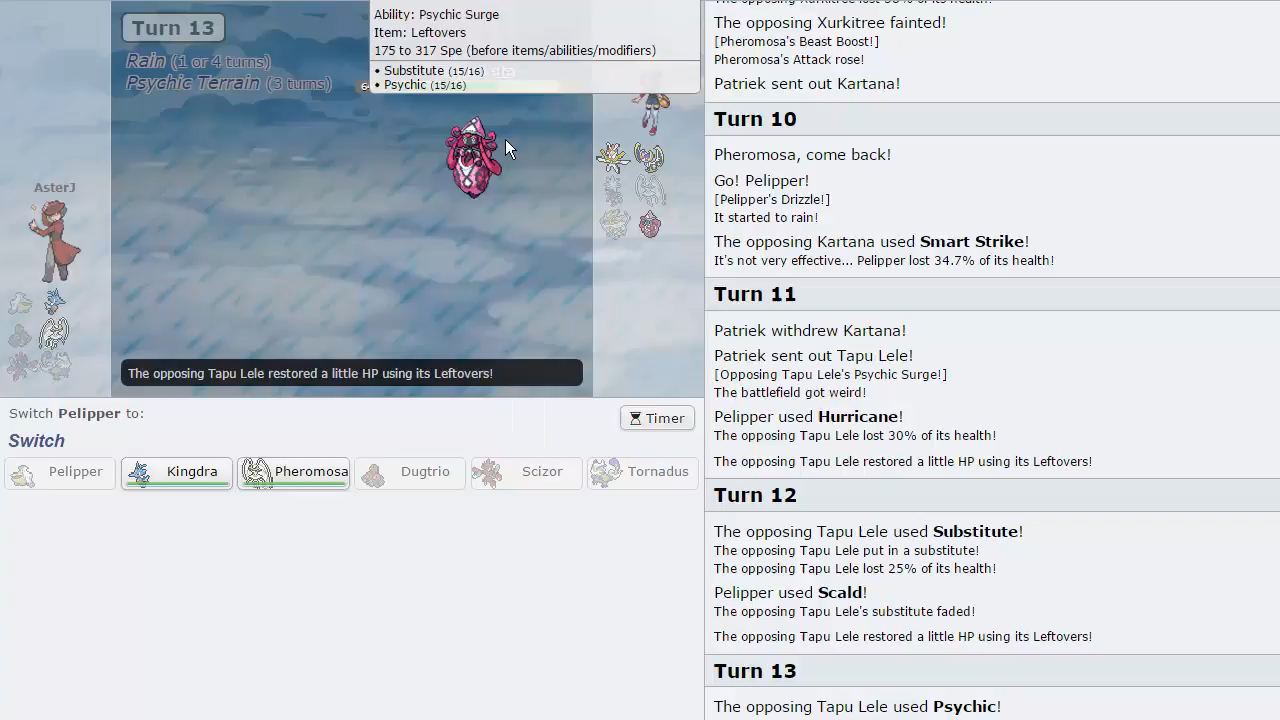 Turn 13
Rain (1 or 4 turns)
Psychic Terrain (3 turns)
Ability: Psychic Surge
Item: Leftovers
175 to 317 Spe (before items/abilities/modifiers)
• Substitute (15/16)
• Psychic (15/16)
AsterJ
The opposing Tapu Lele restored a little HP using its Leftovers!
Switch Pelipper to:
Timer
Switch
Pelipper
Kingdra
Pheromosa
Dugtrio
Scizor
Tornadus
The opposing Xurkitree fainted!
[Pheromosa's Beast Boost!]
Pheromosa's Attack rose!
Patriek sent out Kartana!
Turn 10
Pheromosa, come back!
Go! Pelipper!
[Pelipper's Drizzle!]
It started to rain!
The opposing Kartana used Smart Strike!
It's not very effective... Pelipper lost 34.7% of its health!
Turn 11
Patriek withdrew Kartana!
Patriek sent out Tapu Lele!
[Opposing Tapu Lele's Psychic Surge!]
The battlefield got weird!
Pelipper used Hurricane!
The opposing Tapu Lele lost 30% of its health!
The opposing Tapu Lele restored a little HP using its Leftovers!
Turn 12
The opposing Tapu Lele used Substitute!
The opposing Tapu Lele put in a substitute!
The opposing Tapu Lele lost 25% of its health!
Pelipper used Scald!
The opposing Tapu Lele's substitute faded!
The opposing Tapu Lele restored a little HP using its Leftovers!
Turn 13
The opposing Tapu Lele used Psychic!